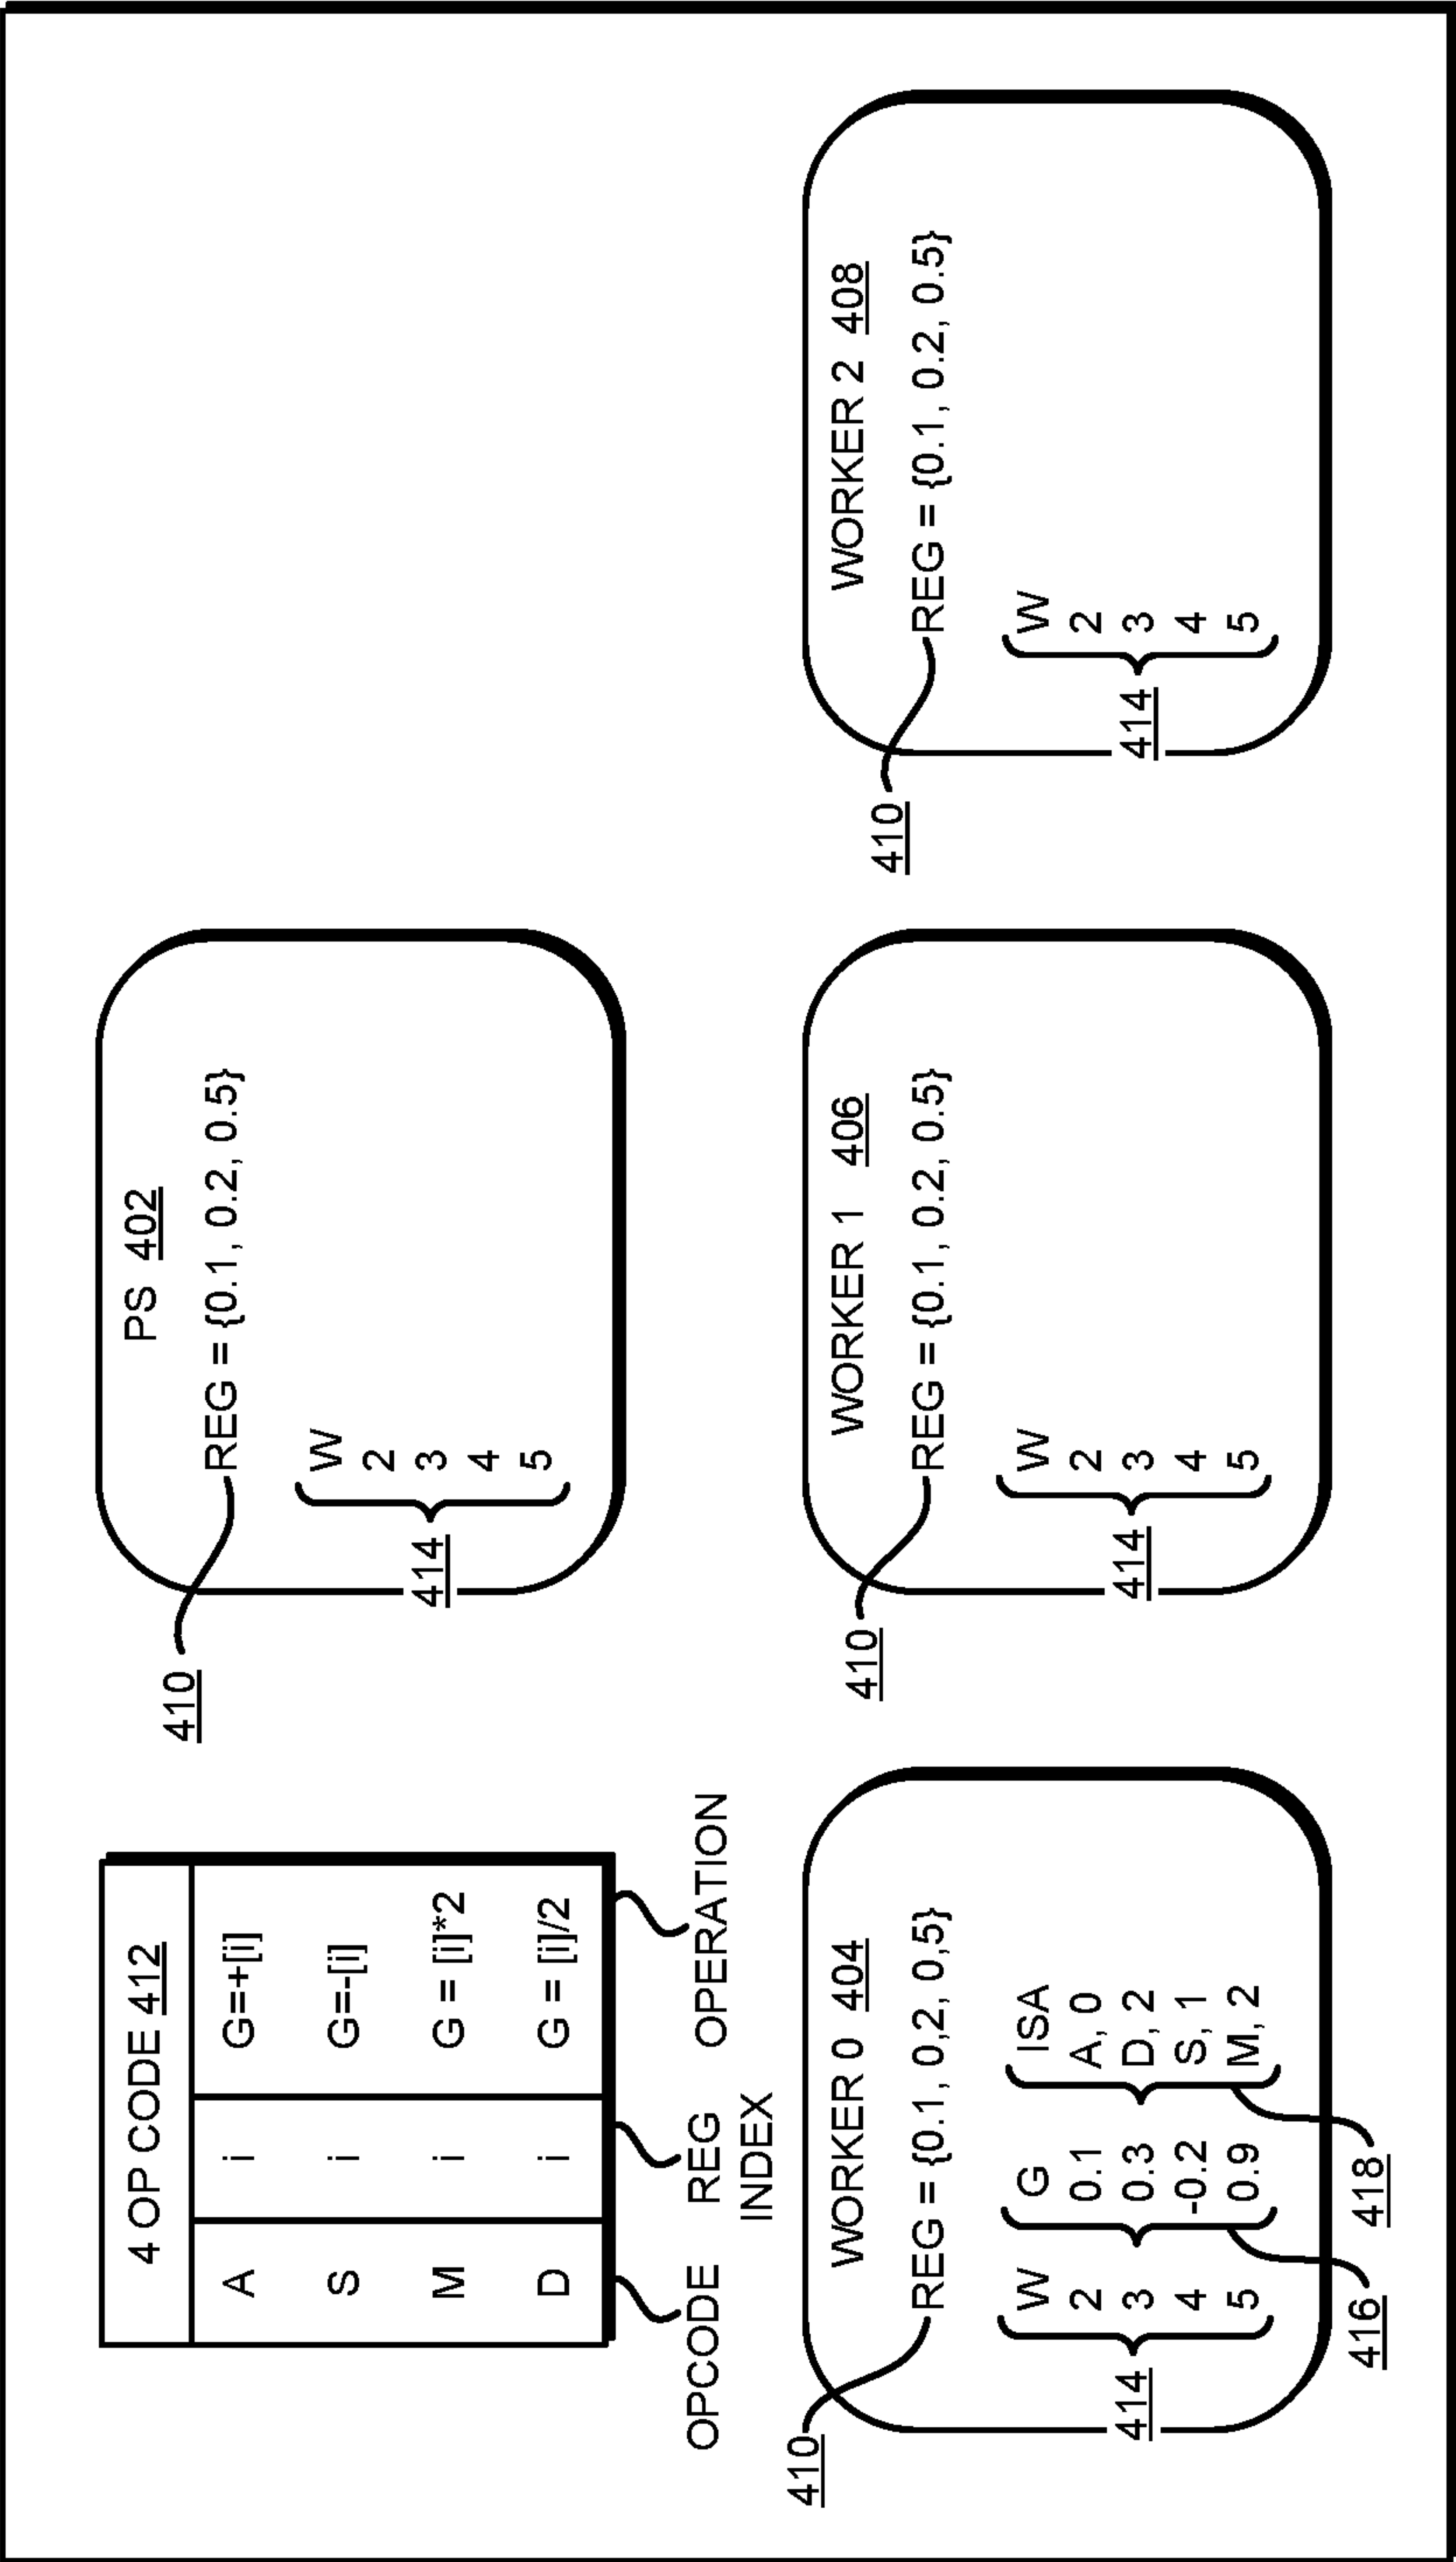 4 OP CODE 412
A i G=+[i]
S i G=-[i]
M i G = [i]*2
D i G = [i]/2
OPCODE
REG
INDEX
OPERATION
PS 402
410
REG = {0.1, 0.2, 0.5}
W
2
3
4
5
414
WORKER 0 404
410
REG = {0.1, 0,2, 0,5}
W G ISA
2 0.1 A, 0
3 0.3 D, 2
4 -0.2 S, 1
5 0.9 M, 2
414
416
418
WORKER 1 406
410
REG = {0.1, 0.2, 0.5}
W
2
3
4
5
414
WORKER 2 408
410
REG = {0.1, 0.2, 0.5}
W
2
3
4
5
414